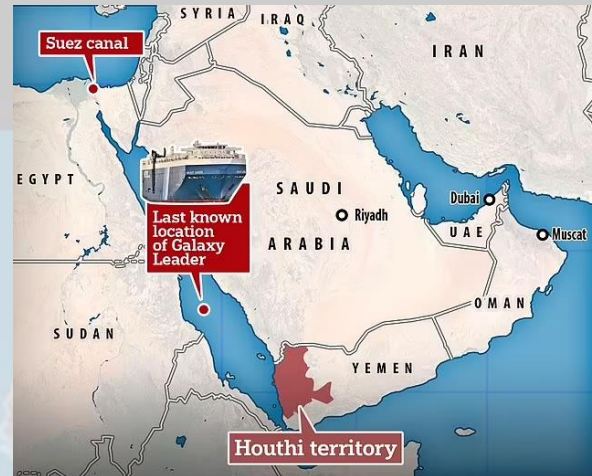 SYRIA
IRAQ
Suez canal
IRAN
EGYPT
SAUDI
Riyadh
Dubai
UAE
Muscat
Last known
location
of Galaxy
Leader
ARABIA
OMAN
SUDAN
YEMEN
Houthi territory